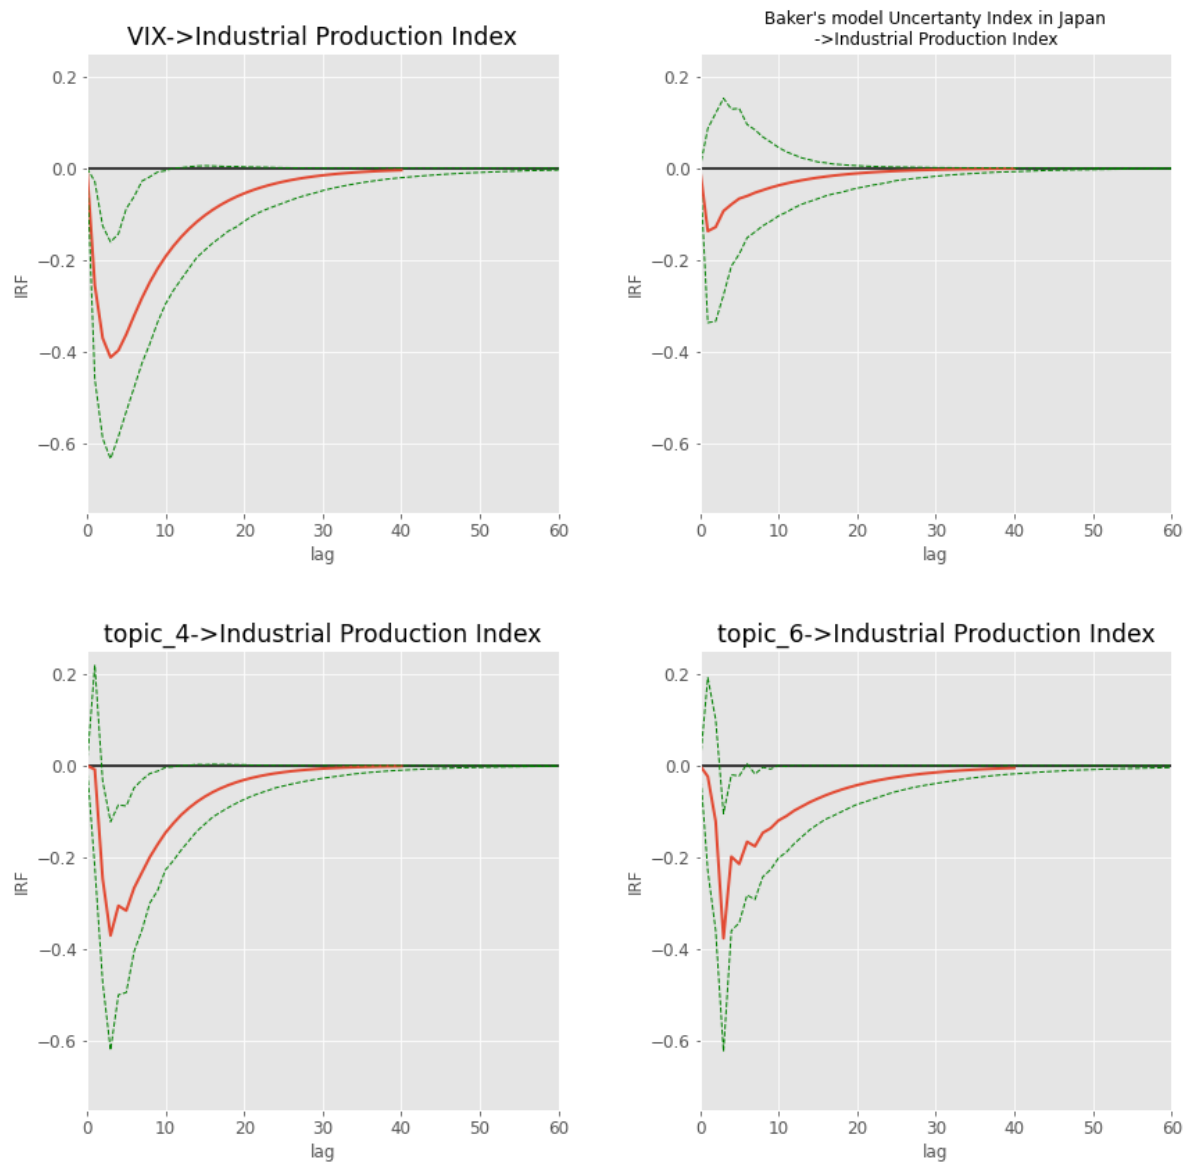 VIX->Industrial Production Index
0.2
0.0
−0.2
−0.4
−0.6
IRF
0 10 20 30 40 50 60
lag
Baker's model Uncertanty Index in Japan
->Industrial Production Index
0.2
0.0
−0.2
−0.4
−0.6
IRF
0 10 20 30 40 50 60
lag
topic_4->Industrial Production Index
0.2
0.0
−0.2
−0.4
−0.6
IRF
0 10 20 30 40 50 60
lag
topic_6->Industrial Production Index
0.2
0.0
−0.2
−0.4
−0.6
IRF
0 10 20 30 40 50 60
lag